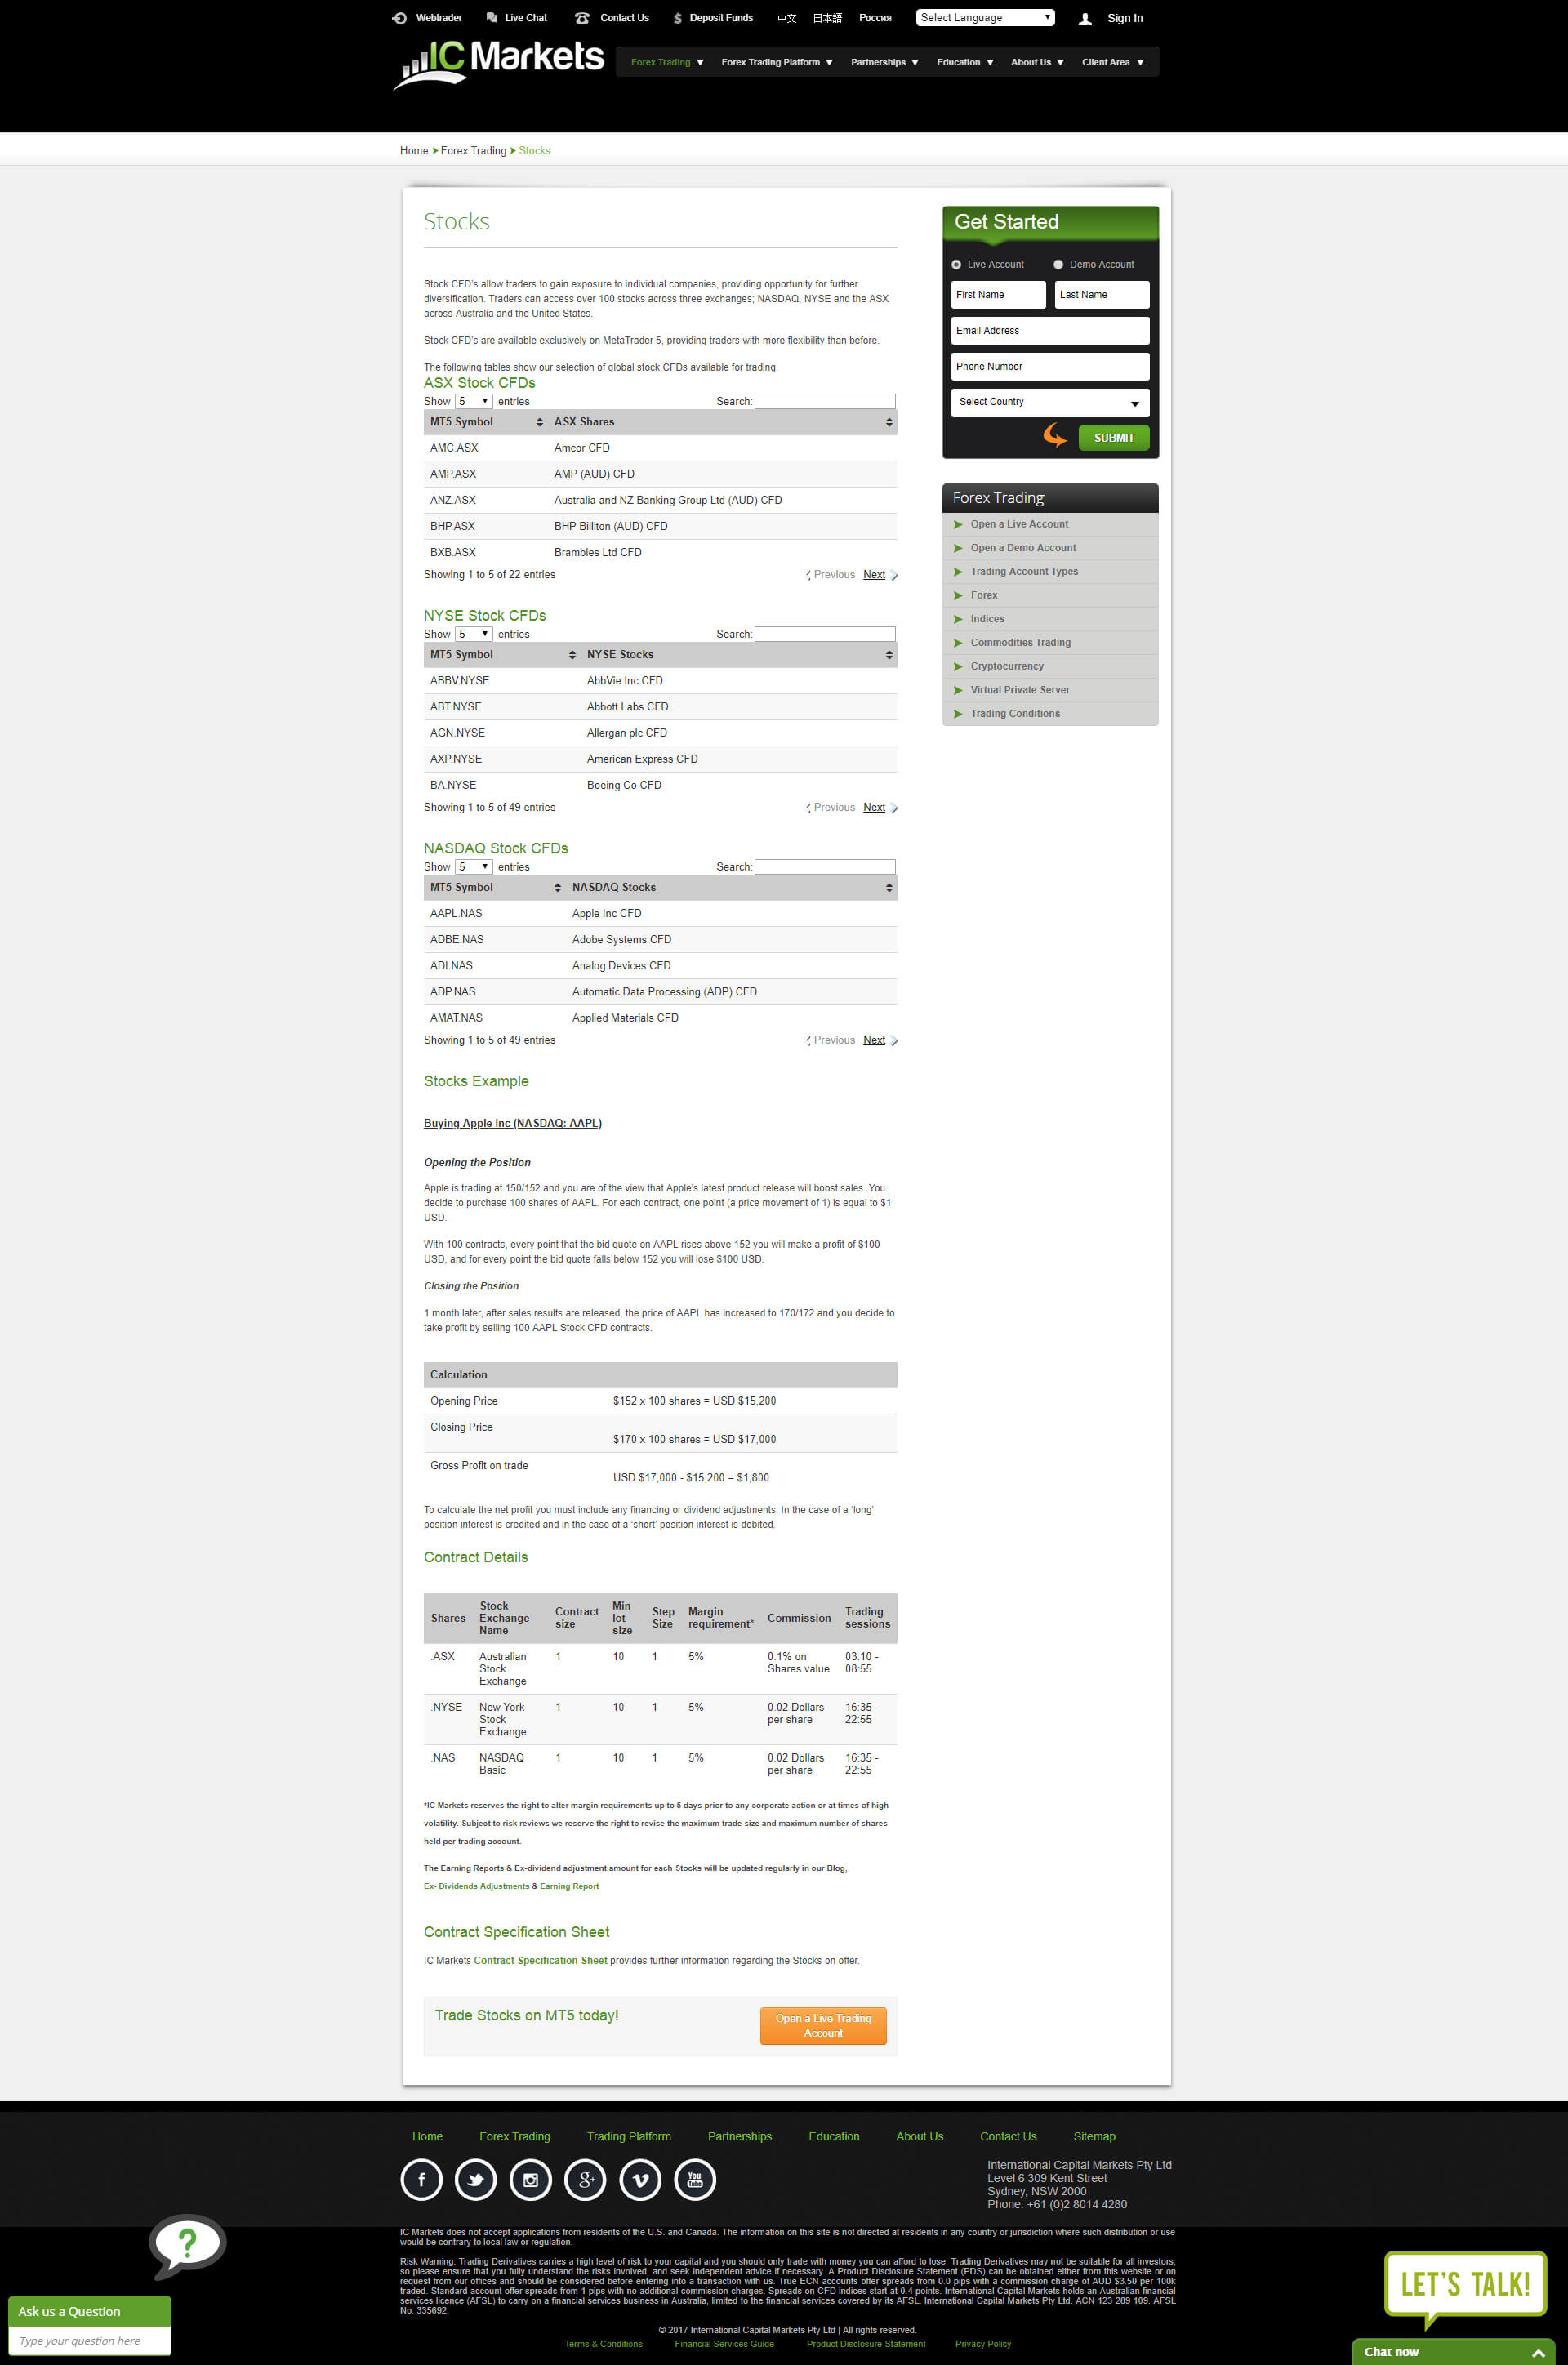 Webtrader Live Chat Contact Us Deposit Funds 中文 日本語 Россия Select Language Sign In
IC Markets
Forex Trading Forex Trading Platform Partnerships Education About Us Client Area
Home Forex Trading Stocks
Stocks
Stock CFD's allow traders to gain exposure to individual companies, providing opportunity for further
diversification. Traders can access over 100 stocks across three exchanges; NASDAQ, NYSE and the ASX
across Australia and the United States.
Stock CFD's are available exclusively on MetaTrader 5, providing traders with more flexibility than before.
The following tables show our selection of global stock CFDs available for trading.
ASX Stock CFDs
Show 5 entries Search:
MT5 Symbol ASX Shares
AMC.ASX Amcor CFD
AMP.ASX AMP (AUD) CFD
ANZ.ASX Australia and NZ Banking Group Ltd (AUD) CFD
BHP.ASX BHP Billiton (AUD) CFD
BXB.ASX Brambles Ltd CFD
Showing 1 to 5 of 22 entries Previous Next
NYSE Stock CFDs
Show 5 entries Search:
MT5 Symbol NYSE Stocks
ABBV.NYSE AbbVie Inc CFD
ABT.NYSE Abbott Labs CFD
AGN.NYSE Allergan plc CFD
AXP.NYSE American Express CFD
BA.NYSE Boeing Co CFD
Showing 1 to 5 of 49 entries Previous Next
NASDAQ Stock CFDs
Show 5 entries Search:
MT5 Symbol NASDAQ Stocks
AAPL.NAS Apple Inc CFD
ADBE.NAS Adobe Systems CFD
ADI.NAS Analog Devices CFD
ADP.NAS Automatic Data Processing (ADP) CFD
AMAT.NAS Applied Materials CFD
Showing 1 to 5 of 49 entries Previous Next
Stocks Example
Buying Apple Inc (NASDAQ: AAPL)
Opening the Position
Apple is trading at 150/152 and you are of the view that Apple's latest product release will boost sales. You
decide to purchase 100 shares of AAPL. For each contract, one point (a price movement of 1) is equal to $1
USD.
With 100 contracts, every point that the bid quote on AAPL rises above 152 you will make a profit of $100
USD, and for every point the bid quote falls below 152 you will lose $100 USD.
Closing the Position
1 month later, after sales results are released, the price of AAPL has increased to 170/172 and you decide to
take profit by selling 100 AAPL Stock CFD contracts.
Calculation
Opening Price $152 x 100 shares = USD $15,200
Closing Price
$170 x 100 shares = USD $17,000
Gross Profit on trade
USD $17,000 - $15,200 = $1,800
To calculate the net profit you must include any financing or dividend adjustments. In the case of a 'long'
position interest is credited and in the case of a 'short' position interest is debited.
Contract Details
Shares Stock Exchange Name Contract size Min lot size Step Size Margin requirement* Commission Trading sessions
.ASX Australian Stock Exchange 1 10 1 5% 0.1% on Shares value 03:10 - 08:55
.NYSE New York Stock Exchange 1 10 1 5% 0.02 Dollars per share 16:35 - 22:55
.NAS NASDAQ Basic 1 10 1 5% 0.02 Dollars per share 16:35 - 22:55
*IC Markets reserves the right to alter margin requirements up to 5 days prior to any corporate action or at times of high
volatility. Subject to risk reviews we reserve the right to revise the maximum trade size and maximum number of shares
held per trading account.
The Earning Reports & Ex-dividend adjustment amount for each Stocks will be updated regularly in our Blog,
Ex- Dividends Adjustments & Earning Report
Contract Specification Sheet
IC Markets Contract Specification Sheet provides further information regarding the Stocks on offer.
Trade Stocks on MT5 today!
Open a Live Trading
Account
Get Started
Live Account Demo Account
First Name Last Name
Email Address
Phone Number
Select Country
SUBMIT
Forex Trading
Open a Live Account
Open a Demo Account
Trading Account Types
Forex
Indices
Commodities Trading
Cryptocurrency
Virtual Private Server
Trading Conditions
Home Forex Trading Trading Platform Partnerships Education About Us Contact Us Sitemap
f g+ You Tube
International Capital Markets Pty Ltd
Level 6 309 Kent Street
Sydney, NSW 2000
Phone: +61 (0)2 8014 4280
IC Markets does not accept applications from residents of the U.S. and Canada. The information on this site is not directed at residents in any country or jurisdiction where such distribution or use
would be contrary to local law or regulation.
Risk Warning: Trading Derivatives carries a high level of risk to your capital and you should only trade with money you can afford to lose. Trading Derivatives may not be suitable for all investors,
so please ensure that you fully understand the risks involved, and seek independent advice if necessary. A Product Disclosure Statement (PDS) can be obtained either from this website or on
request from our offices and should be considered before entering into a transaction with us. True ECN accounts offer spreads from 0.0 pips with a commission charge of AUD $3.50 per 100k
traded. Standard account offer spreads from 1 pips with no additional commission charges. Spreads on CFD indices start at 0.4 points. International Capital Markets holds an Australian financial
services licence (AFSL) to carry on a financial services business in Australia, limited to the financial services covered by its AFSL. International Capital Markets Pty Ltd. ACN 123 289 109. AFSL
No. 335692.
© 2017 International Capital Markets Pty Ltd | All rights reserved.
Terms & Conditions Financial Services Guide Product Disclosure Statement Privacy Policy
?
Ask us a Question
Type your question here
LET'S TALK!
Chat now